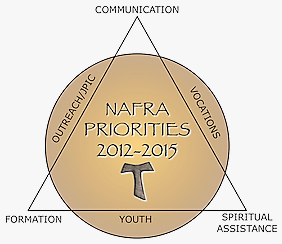 COMMUNICATION
OUTREACH/JPIC
VOCATIONS
NAFRA
PRIORITIES
2012-2015
FORMATION
YOUTH
SPIRITUAL
ASSISTANCE